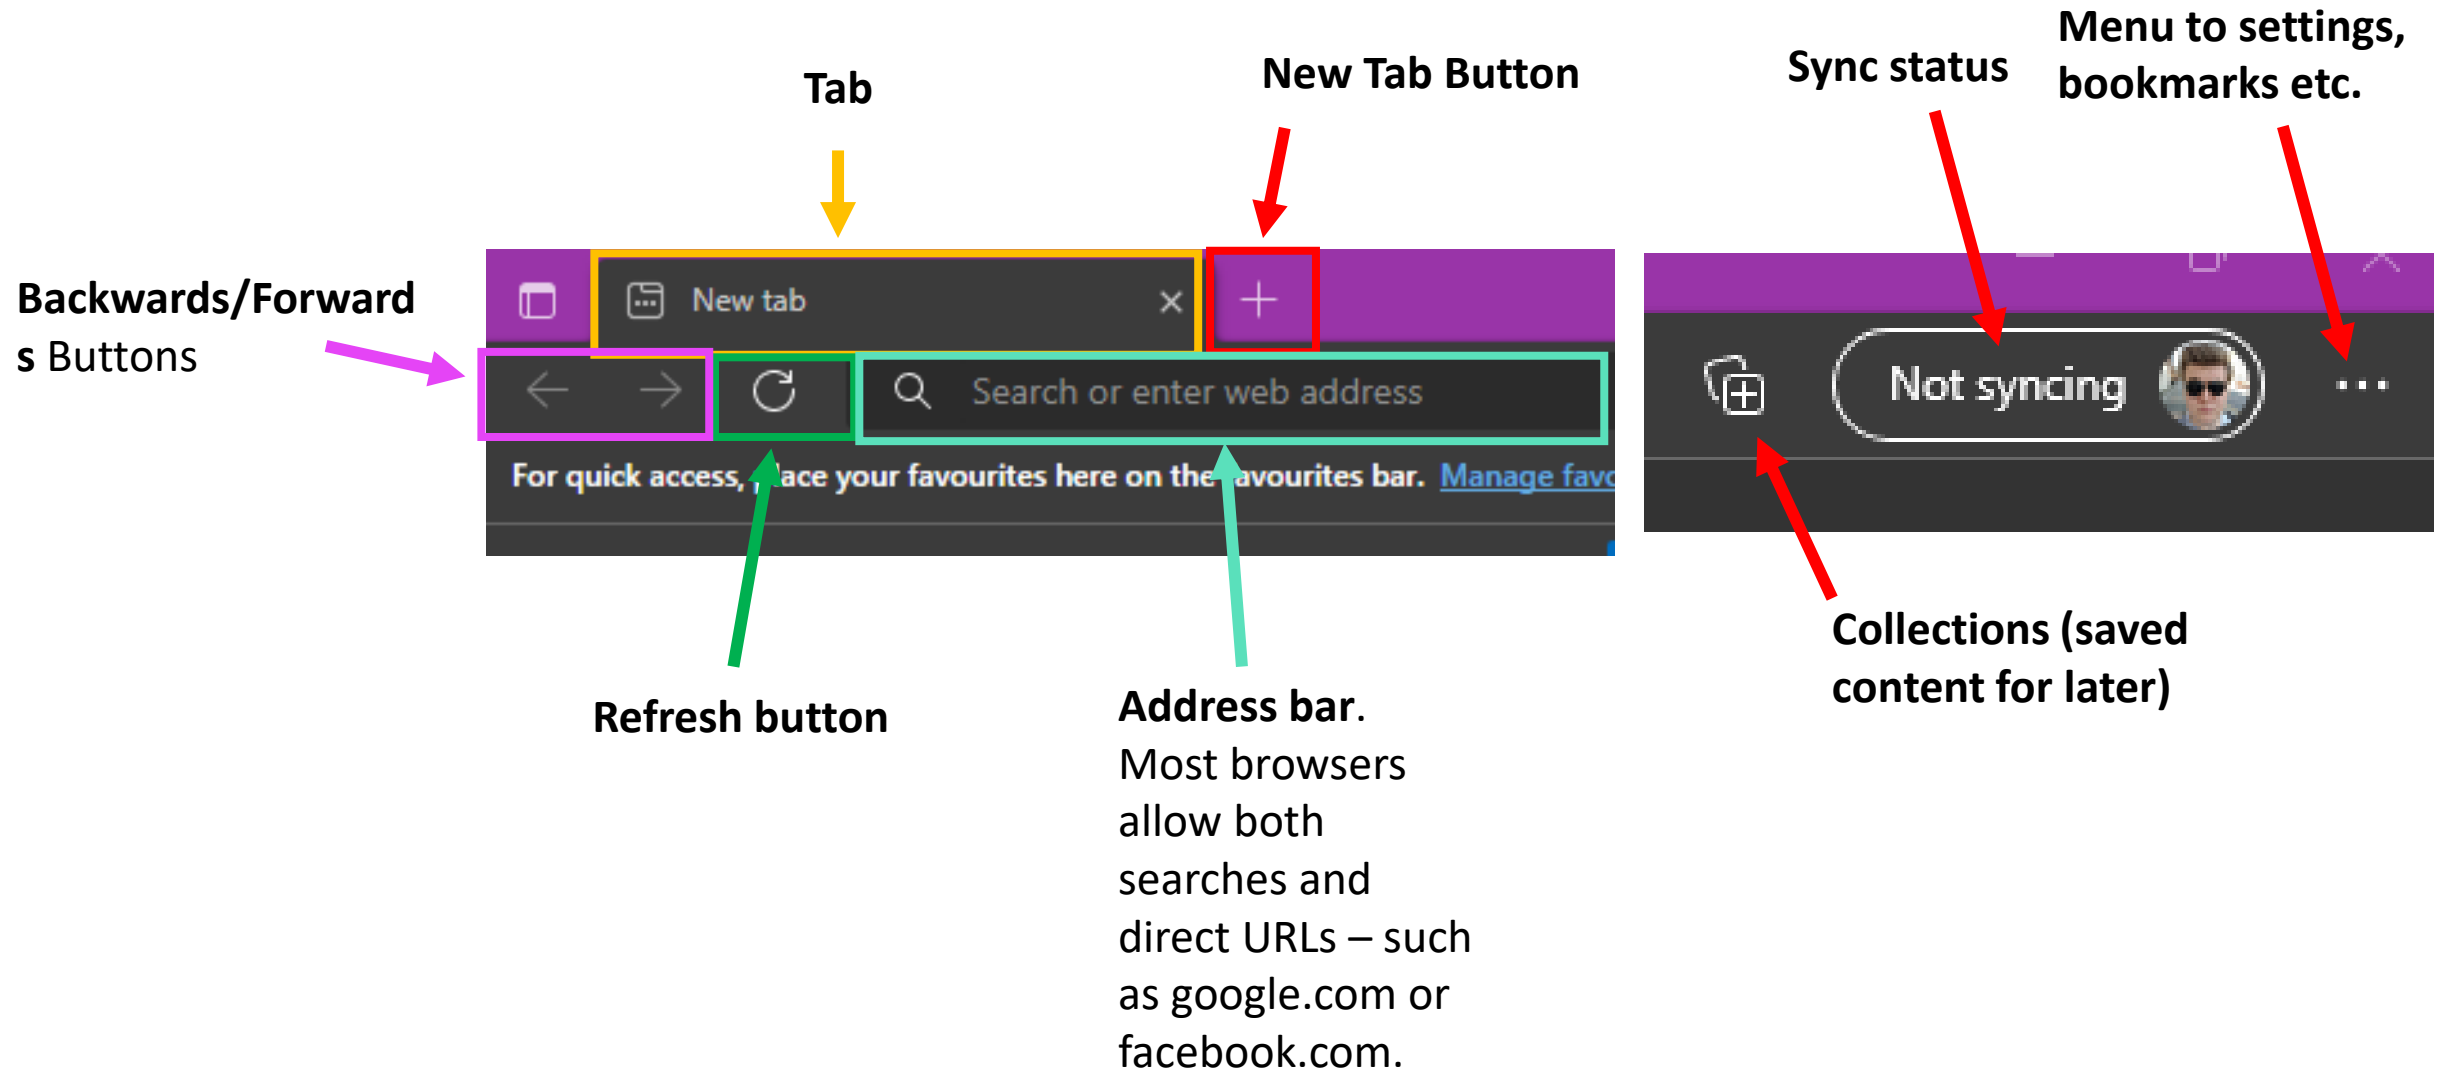 Menu to settings,
bookmarks etc.
Sync status
New Tab Button
Tab
Backwards/Forward
s Buttons
New tab
Search or enter web address
Not syncing
For quick access, place your favourites here on the favourites bar. Manage favo
Collections (saved
content for later)
Refresh button
Address bar.
Most browsers
allow both
searches and
direct URLs – such
as google.com or
facebook.com.